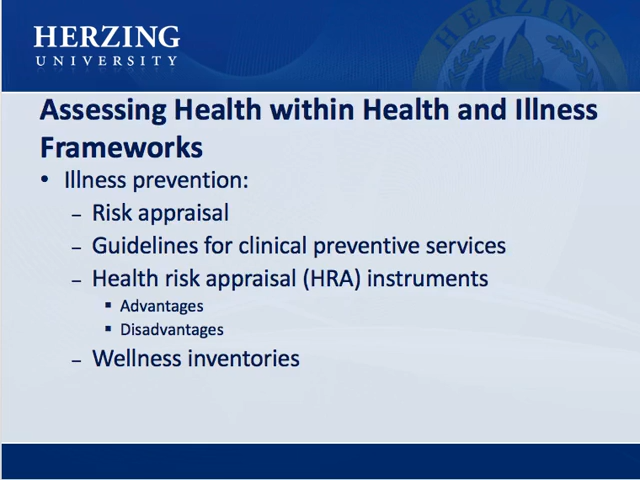 HERZING
UNIVERSITY
HERZING
Assessing Health within Health and Illness
Frameworks
• Illness prevention:
– Risk appraisal
– Guidelines for clinical preventive services
– Health risk appraisal (HRA) instruments
▪ Advantages
▪ Disadvantages
– Wellness inventories